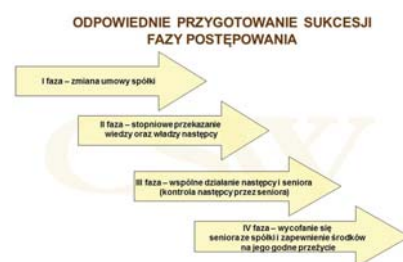 ODPOWIEDNIE PRZYGOTOWANIE SUKCESJI
FAZY POSTĘPOWANIA
I faza – zmiana umowy spółki
II faza – stopniowe przekazanie
wiedzy oraz władzy następcy
III faza – wspólne działanie następcy i seniora
(kontrola następcy przez seniora)
IV faza – wycofanie się
seniora ze spółki i zapewnienie środków
na jego godne przeżycie